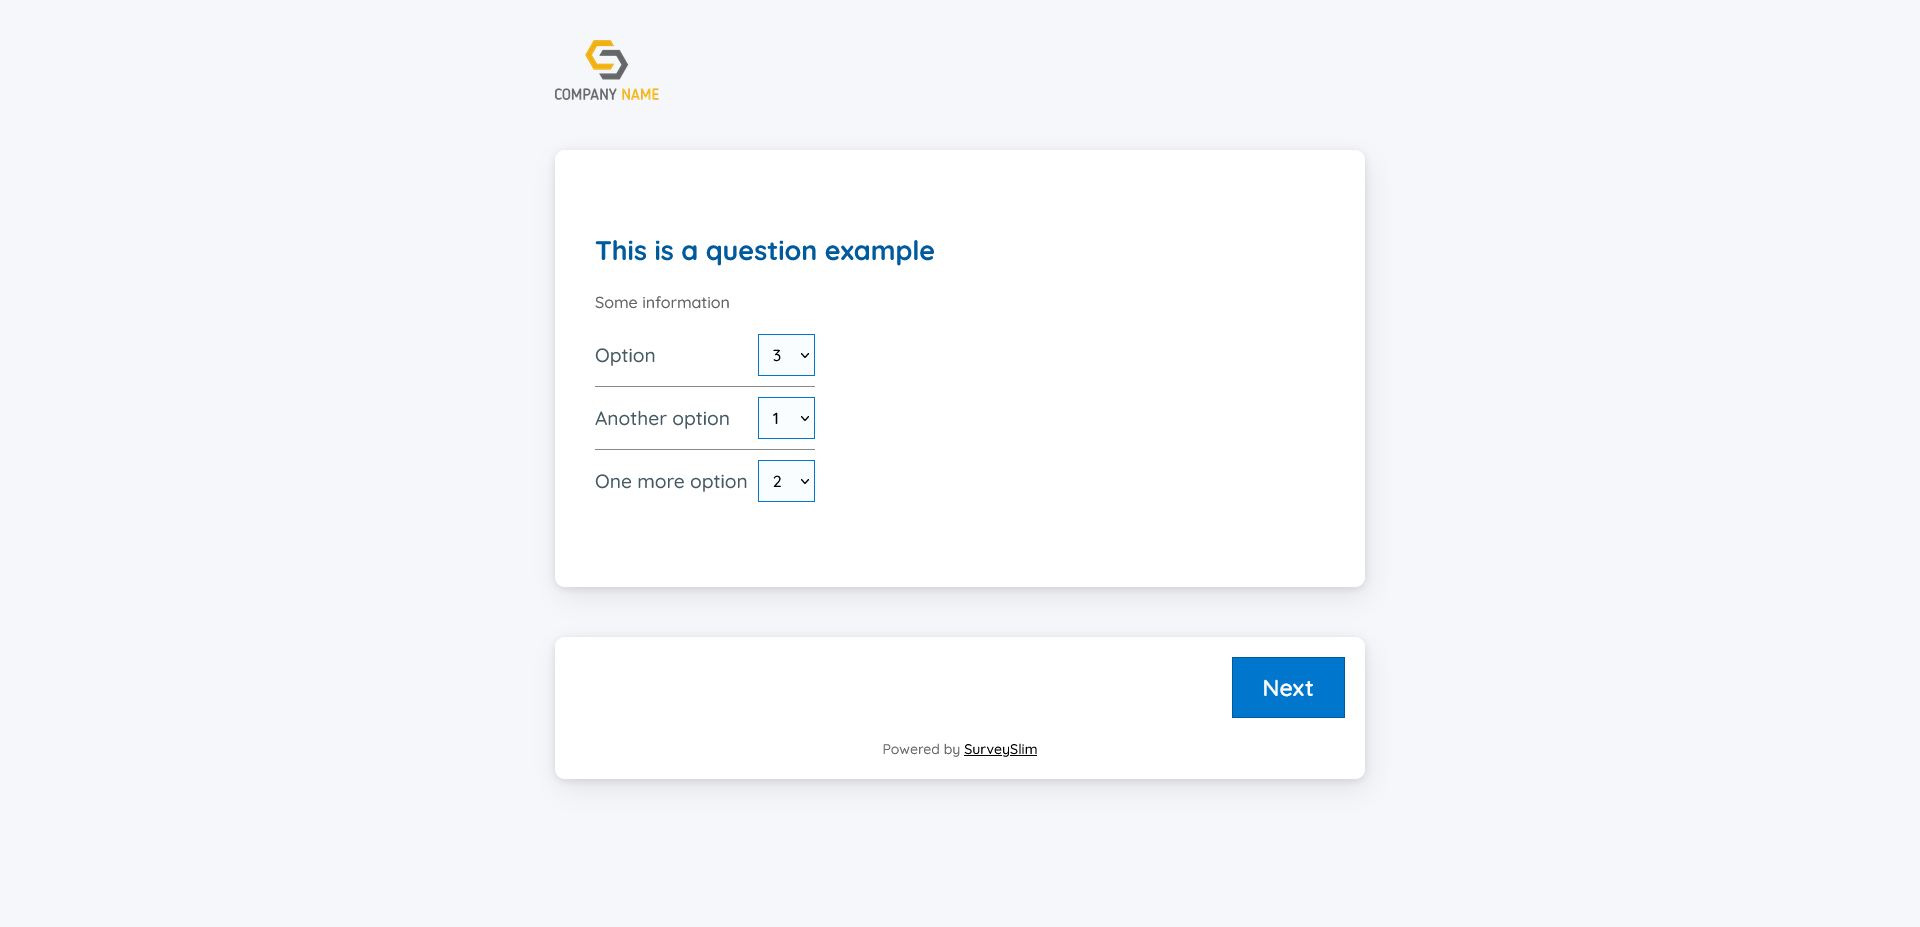 COMPANY NAME
This is a question example
Some information
Option 3
Another option 1
One more option 2
Next
Powered by SurveySlim